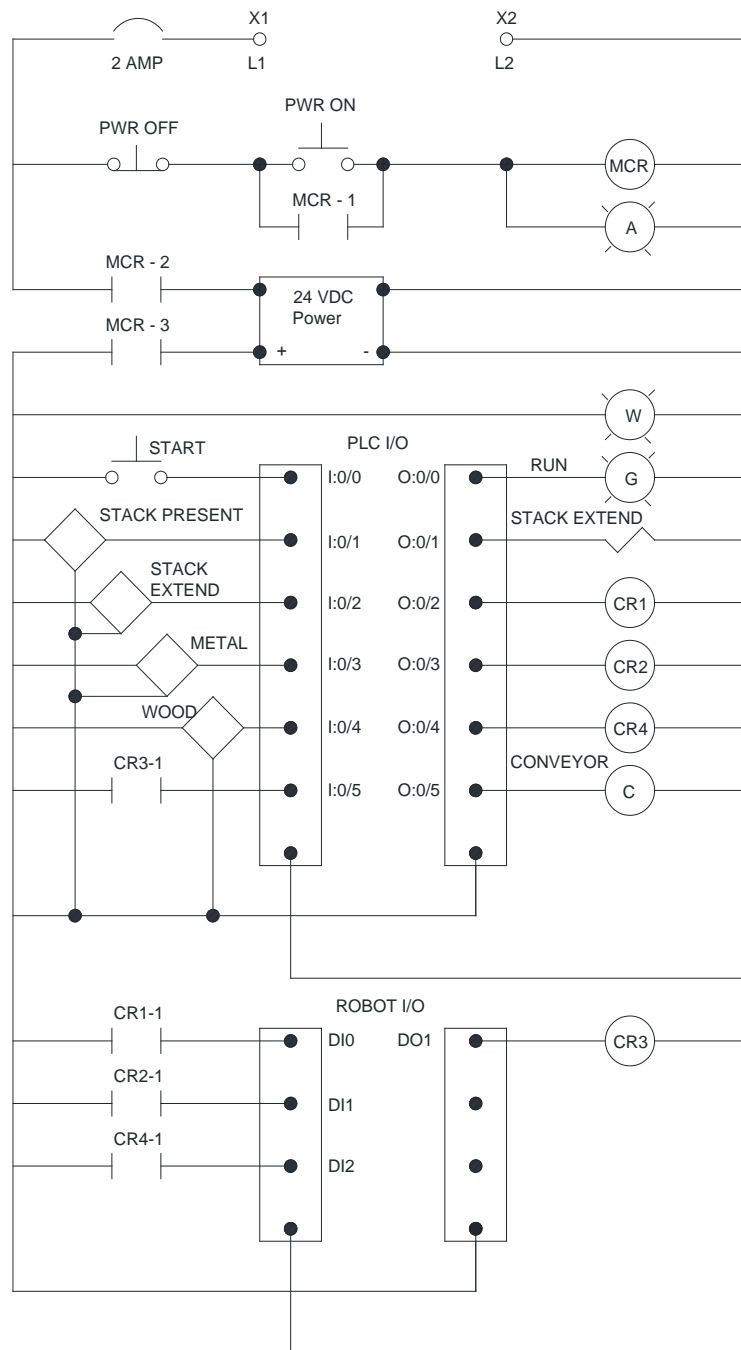 X1 X2
2 AMP L1 L2
PWR ON
PWR OFF
MCR
MCR - 1
A
MCR - 2
24 VDC
Power
MCR - 3
+ -
W
PLC I/O
START
RUN
I:0/0 O:0/0 G
STACK PRESENT
STACK EXTEND
I:0/1 O:0/1
STACK
EXTEND
I:0/2 O:0/2 CR1
METAL
I:0/3 O:0/3 CR2
WOOD
I:0/4 O:0/4 CR4
CR3-1
CONVEYOR
I:0/5 O:0/5 C
ROBOT I/O
CR1-1
DI0 DO1 CR3
CR2-1
DI1
CR4-1
DI2